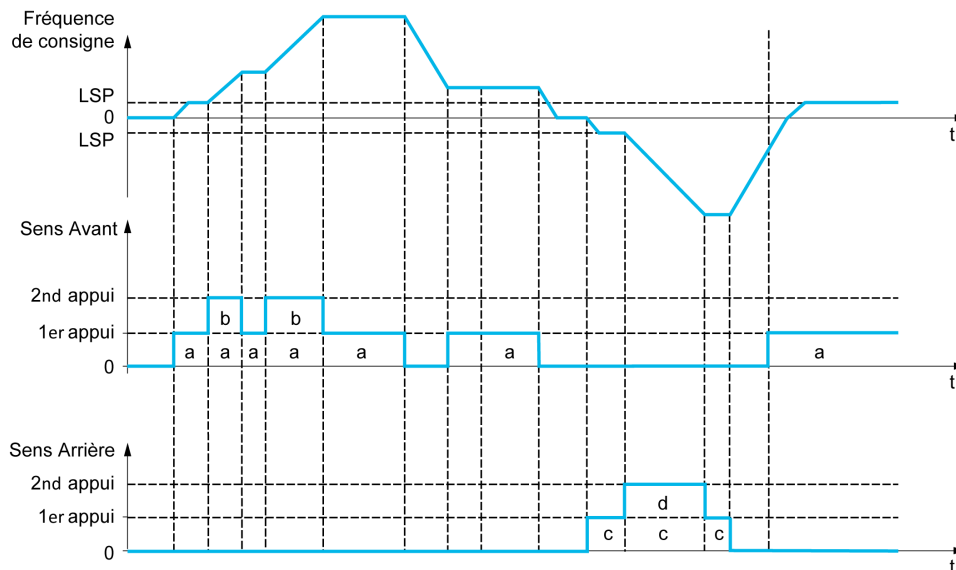 Fréquence
de consigne
LSP
0
LSP
t
Sens Avant
2nd appui
b b
1er appui
a a a a a a a
0
t
Sens Arrière
2nd appui
d
1er appui
c c c
0
t